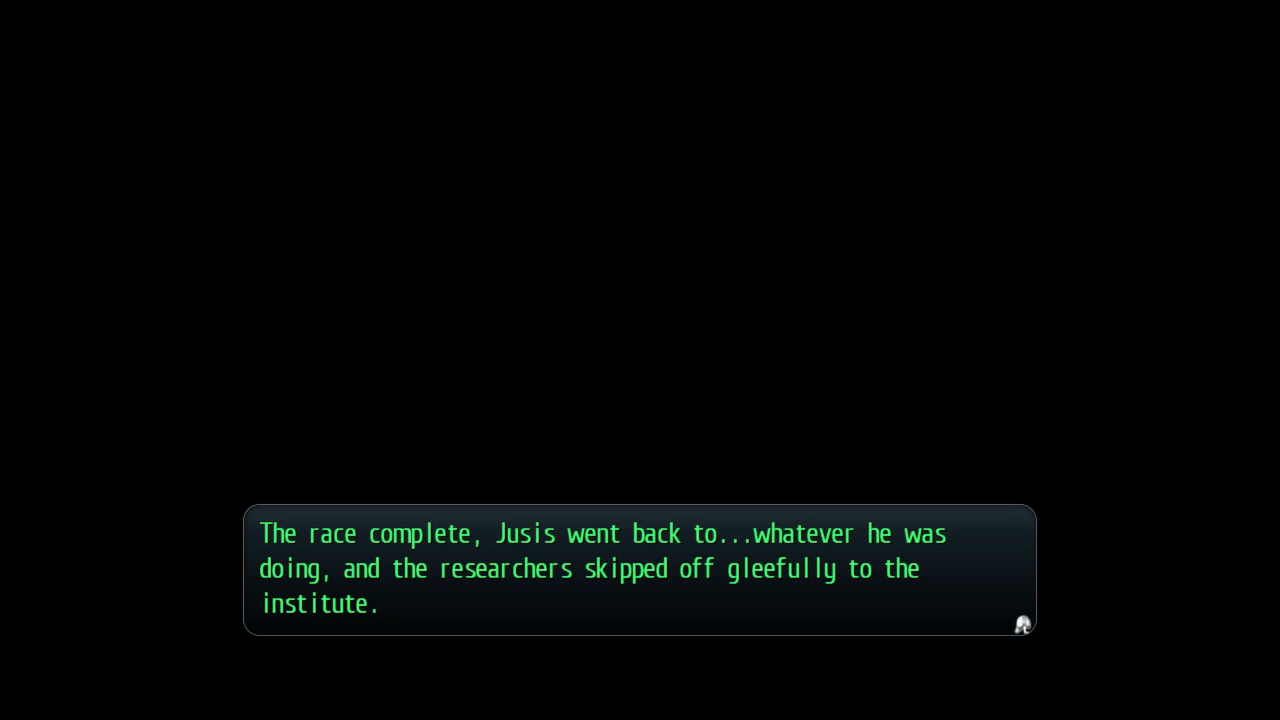 The race complete, Jusis went back to...whatever he was
doing, and the researchers skipped off gleefully to the
institute.